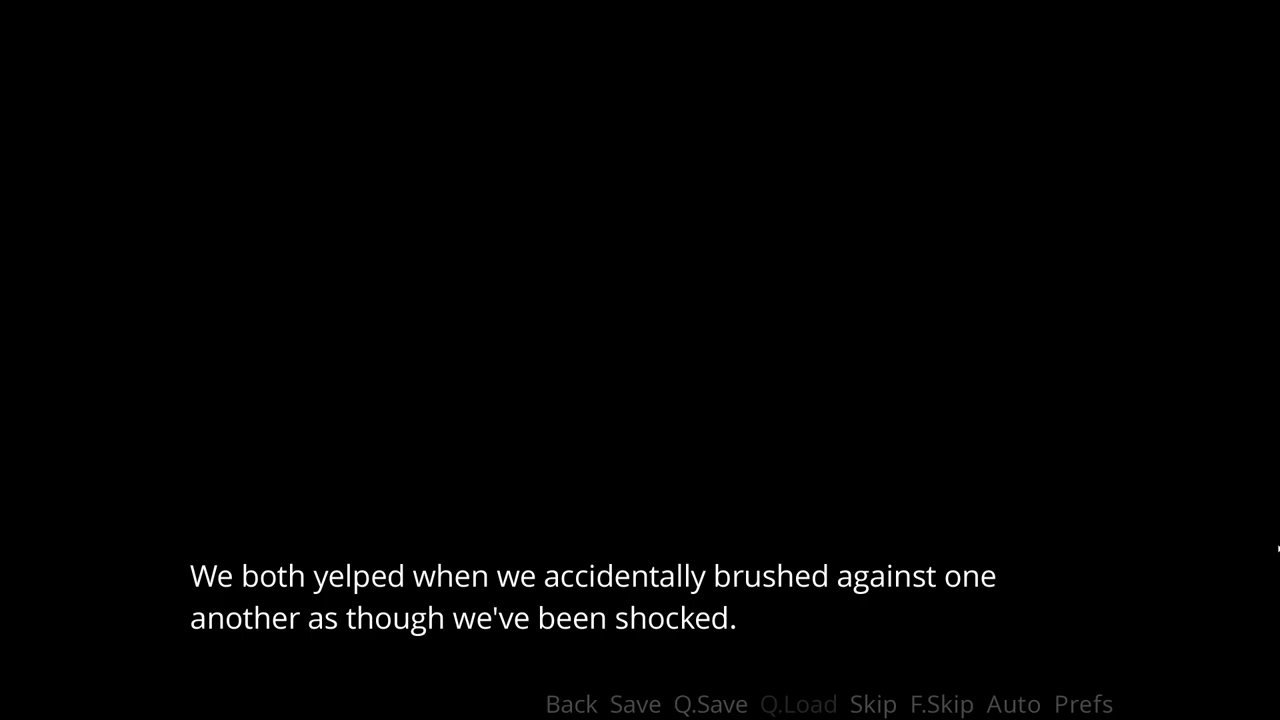 We both yelped when we accidentally brushed against one
another as though we've been shocked.
Back Save Q.Save Q.Load Skip F.Skip Auto Prefs